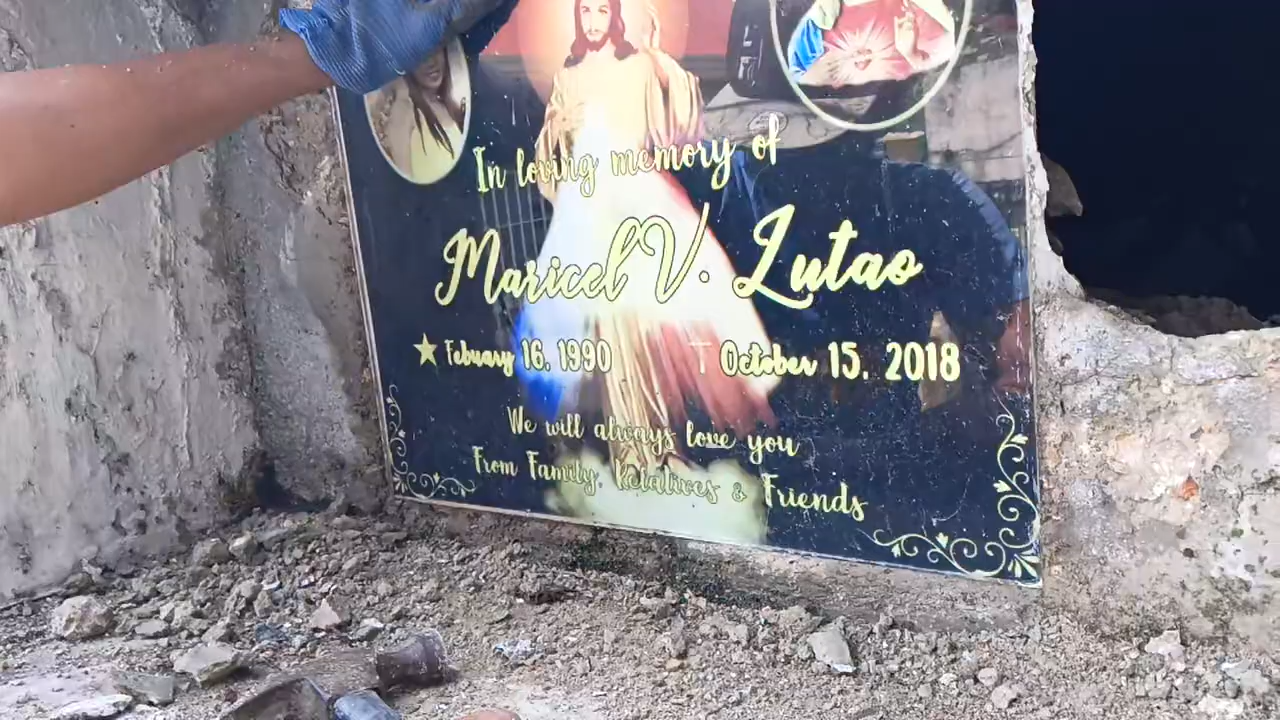 In loving memory of
Maricel V. Lutao
Febuary 16, 1990 October 15, 2018
We will always love you
From Family, Relatives & Friends